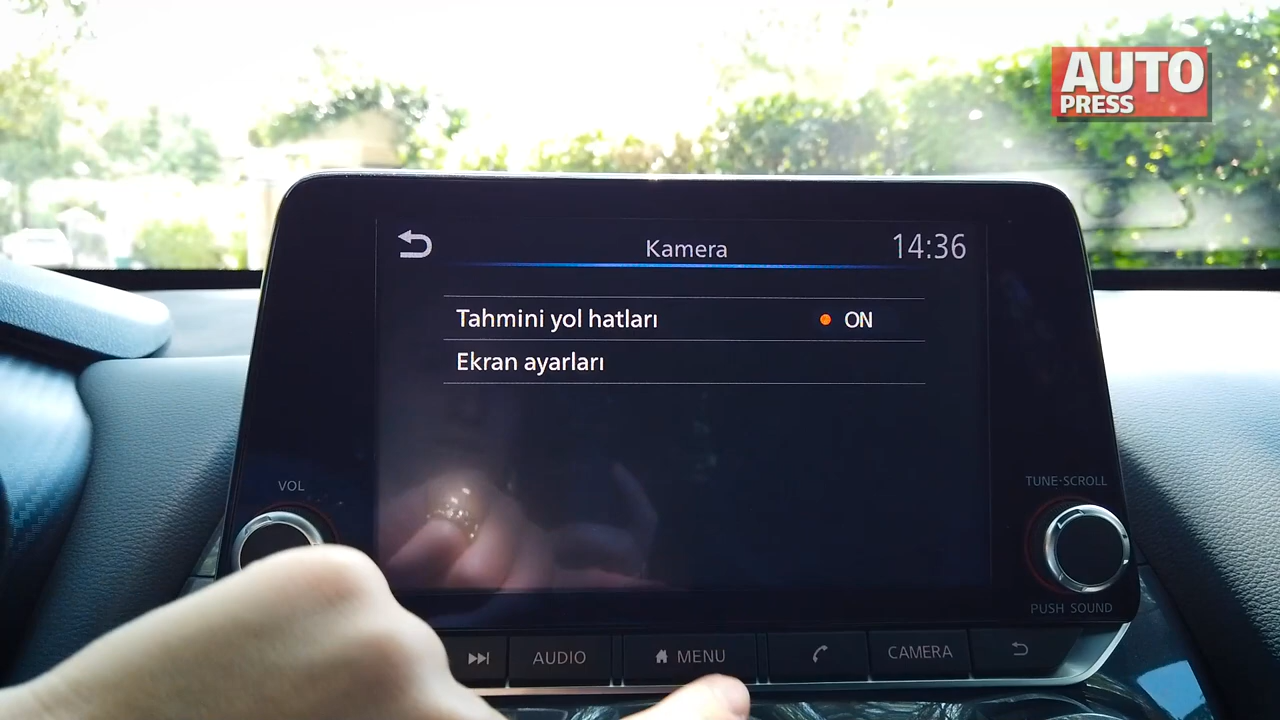 AUTO
PRESS
Kamera
14:36
Tahmini yol hatları
ON
Ekran ayarları
VOL
TUNE·SCROLL
PUSH SOUND
AUDIO
MENU
CAMERA